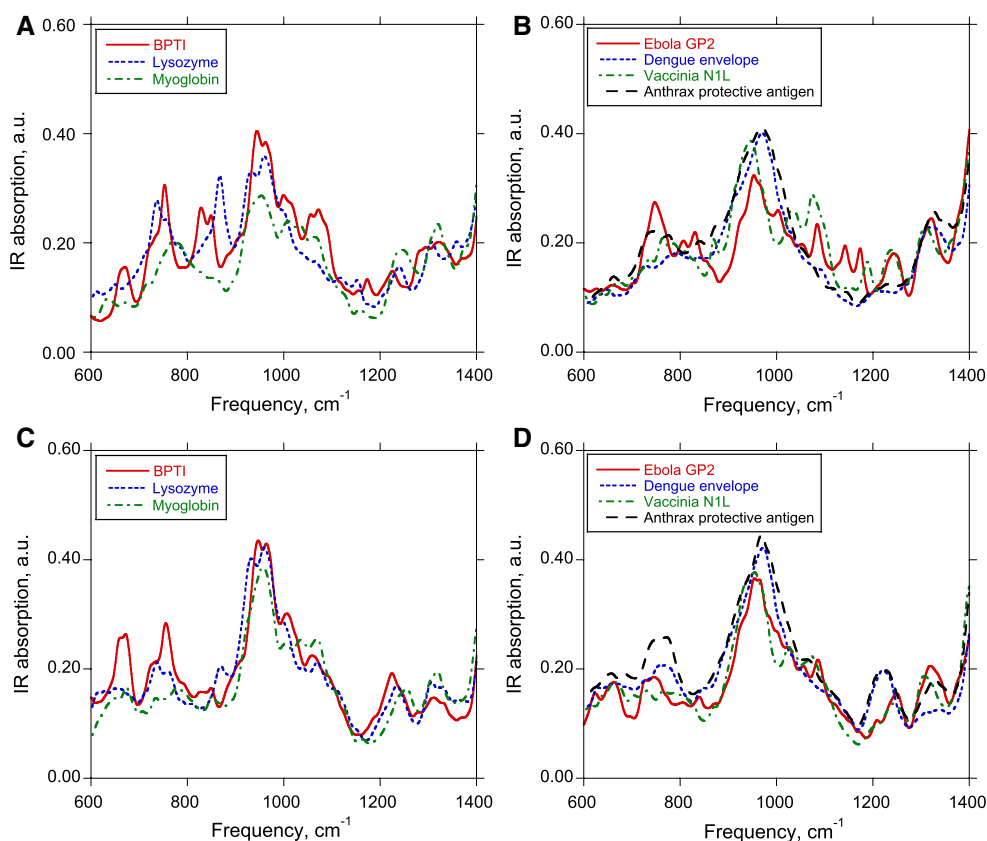 A
0.60
BPTI
Lysozyme
Myoglobin
0.40
0.20
0.00
IR absorption, a.u.
600
800
1000
1200
1400
Frequency, cm-1
B
0.60
Ebola GP2
Dengue envelope
Vaccinia N1L
Anthrax protective antigen
0.40
0.20
0.00
IR absorption, a.u.
600
800
1000
1200
1400
Frequency, cm-1
C
0.60
BPTI
Lysozyme
Myoglobin
0.40
0.20
0.00
IR absorption, a.u.
600
800
1000
1200
1400
Frequency, cm-1
D
0.60
Ebola GP2
Dengue envelope
Vaccinia N1L
Anthrax protective antigen
0.40
0.20
0.00
IR absorption, a.u.
600
800
1000
1200
1400
Frequency, cm-1